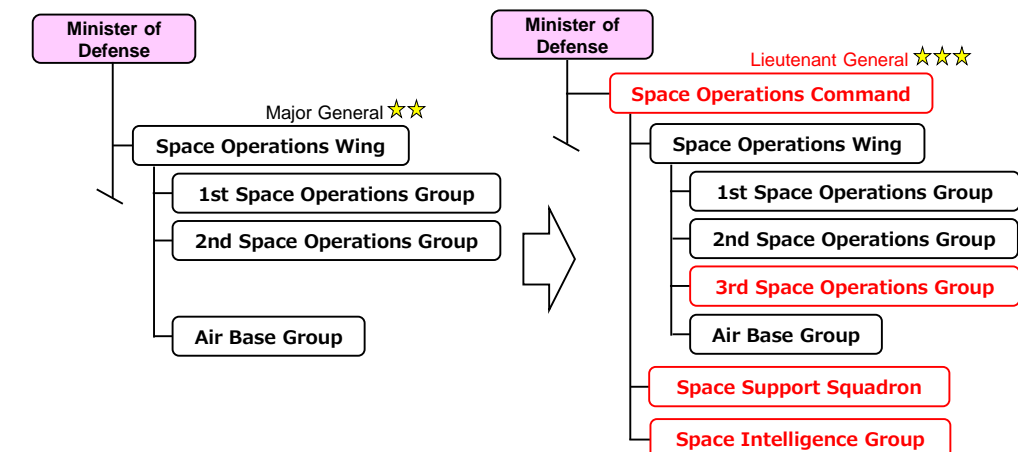 Minister of
Defense
Major General
Space Operations Wing
1st Space Operations Group
2nd Space Operations Group
Air Base Group
Minister of
Defense
Lieutenant General
Space Operations Command
Space Operations Wing
1st Space Operations Group
2nd Space Operations Group
3rd Space Operations Group
Air Base Group
Space Support Squadron
Space Intelligence Group